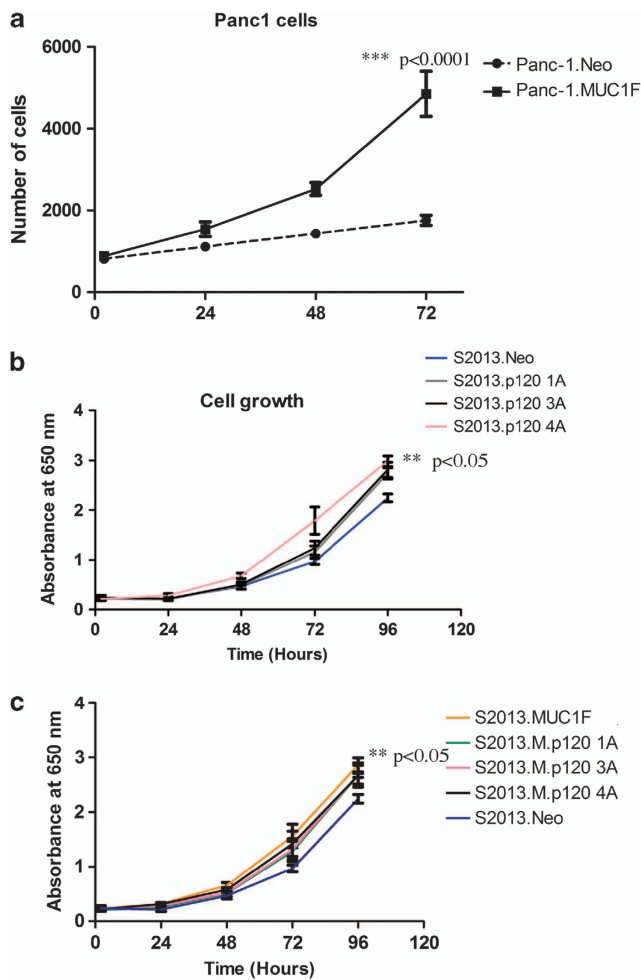 a
Panc1 cells
Number of cells
6000
4000
2000
0
0
24
48
72
*** p<0.0001
Panc-1.Neo
Panc-1.MUC1F
b
Cell growth
S2013.Neo
S2013.p120 1A
S2013.p120 3A
S2013.p120 4A
Absorbance at 650 nm
4
3
2
1
0
** p<0.05
0
24
48
72
96
120
Time (Hours)
c
S2013.MUC1F
S2013.M.p120 1A
S2013.M.p120 3A
S2013.M.p120 4A
S2013.Neo
Absorbance at 650 nm
4
3
2
1
0
** p<0.05
0
24
48
72
96
120
Time (Hours)